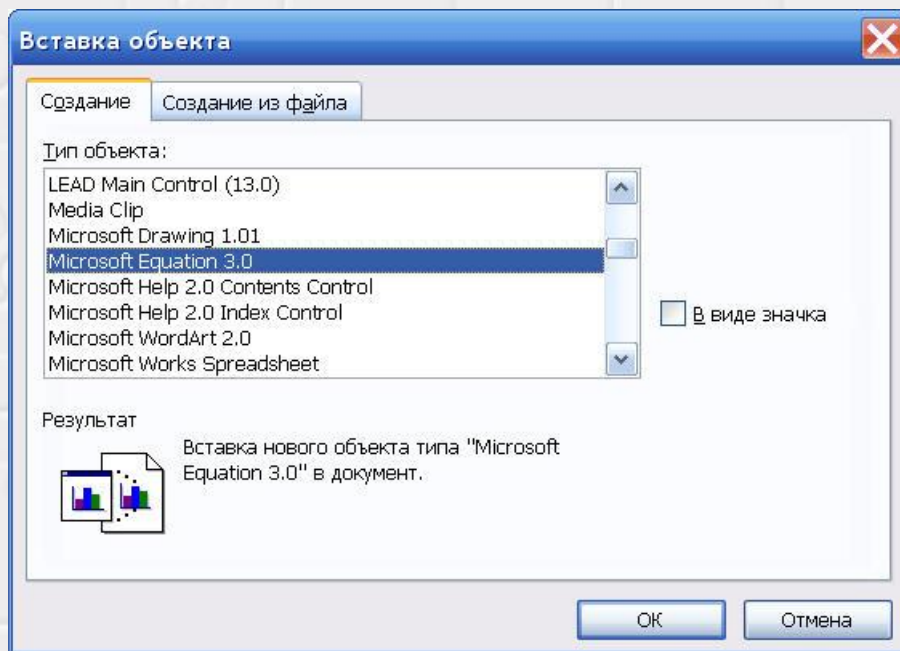 Вставка объекта
Создание
Создание из файла
Тип объекта:
LEAD Main Control (13.0)
Media Clip
Microsoft Drawing 1.01
Microsoft Equation 3.0
Microsoft Help 2.0 Contents Control
Microsoft Help 2.0 Index Control
Microsoft WordArt 2.0
Microsoft Works Spreadsheet
В виде значка
Результат
Вставка нового объекта типа "Microsoft
Equation 3.0" в документ.
ОК
Отмена